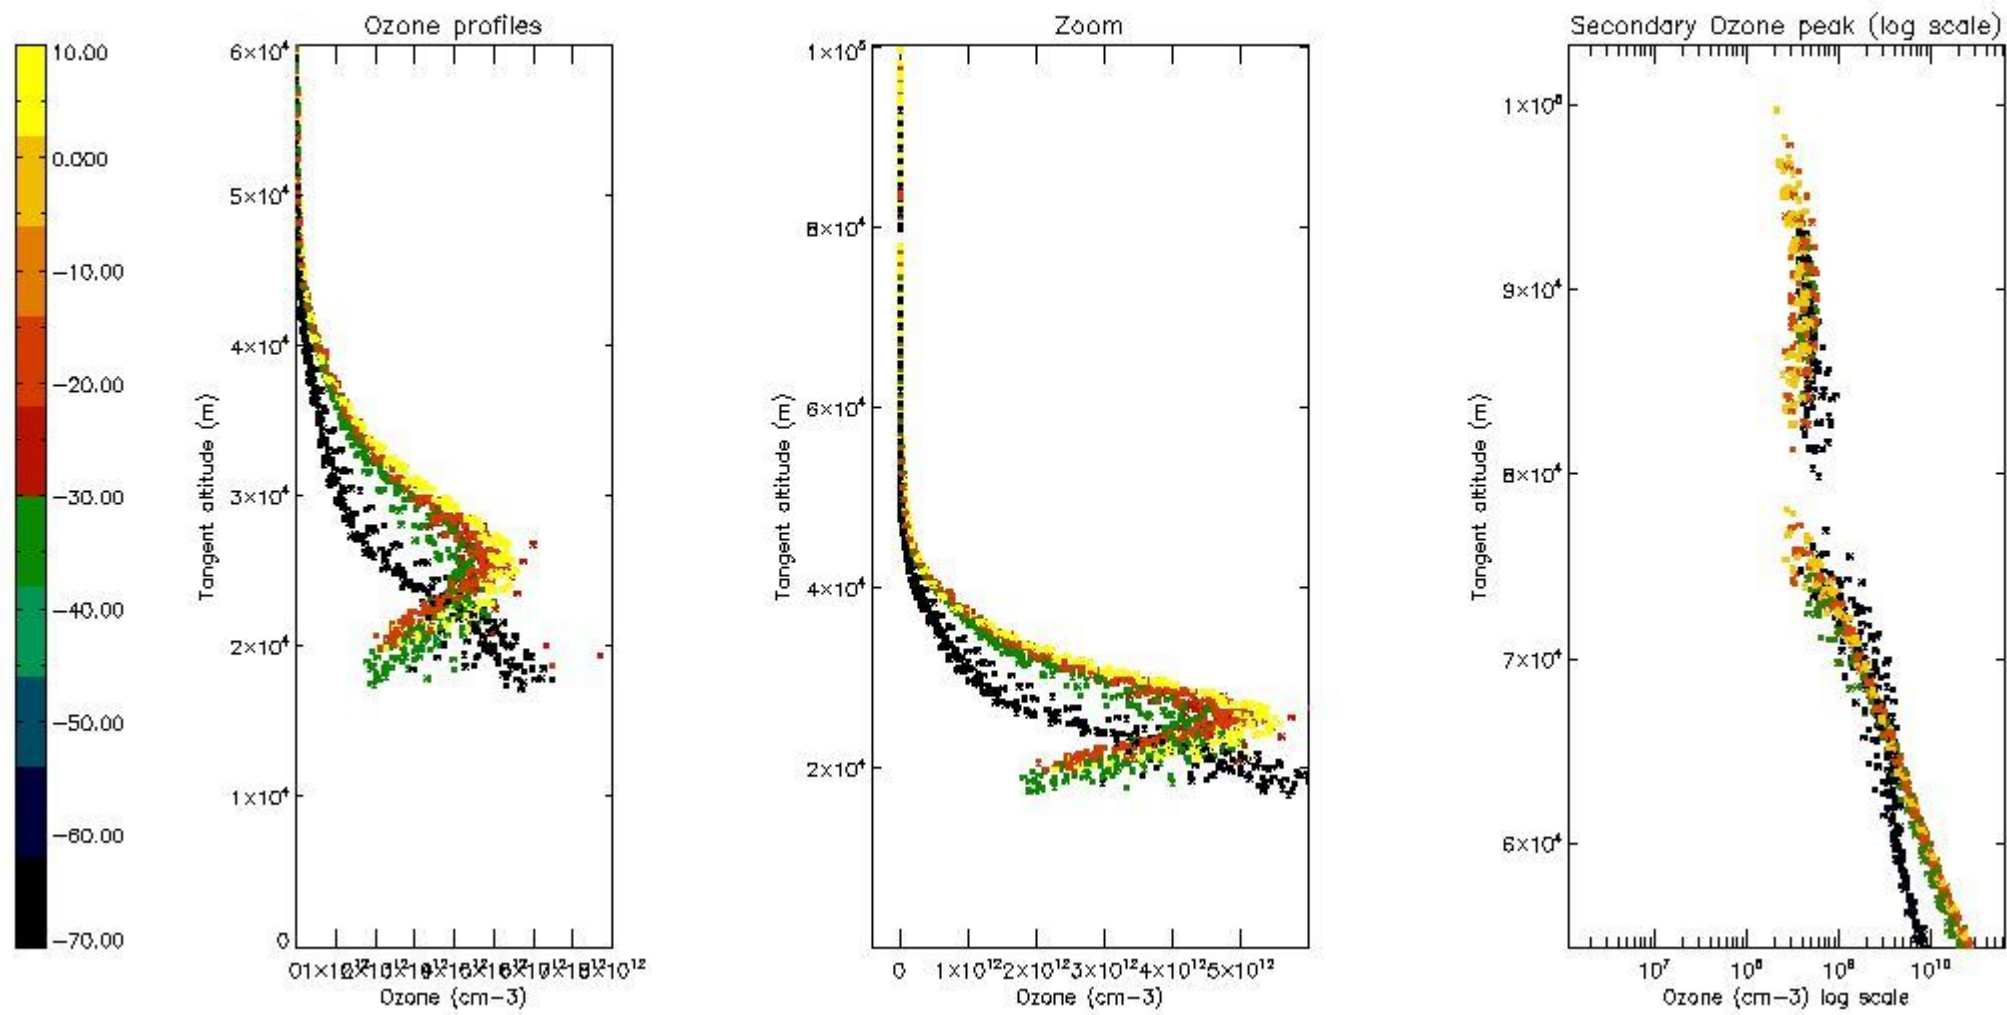 Ozone profiles
Zoom
Secondary Ozone peak (log scale)
10.00
0.000
−10.00
−20.00
−30.00
−40.00
−50.00
−60.00
−70.00
6×10⁴
5×10⁴
4×10⁴
3×10⁴
2×10⁴
1×10⁴
0
Tangent altitude (m)
Ozone (cm−3)
1×10⁵
8×10⁴
6×10⁴
4×10⁴
2×10⁴
Tangent altitude (m)
0 1×10¹² 2×10¹² 3×10¹² 4×10¹² 5×10¹²
Ozone (cm−3)
9×10⁴
8×10⁴
7×10⁴
6×10⁴
Tangent altitude (m)
10⁷ 10⁸ 10⁹ 10¹⁰
Ozone (cm−3) log scale